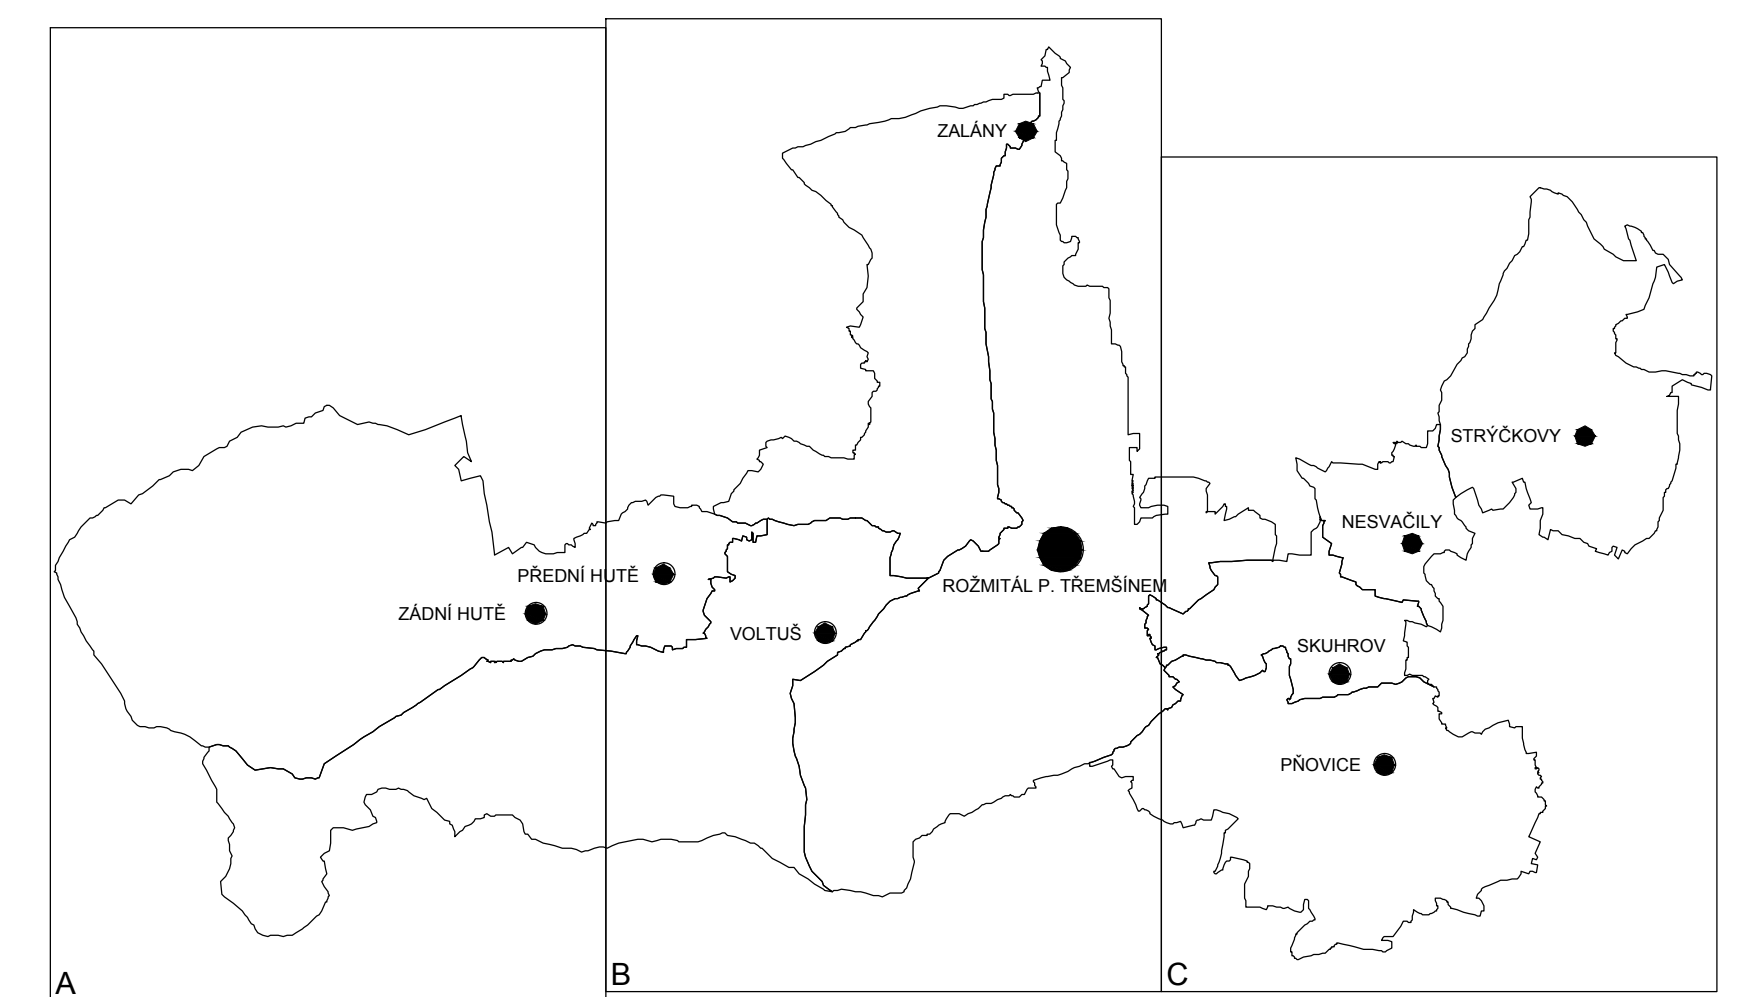 ZALÁNY
STRÝČKOVY
NESVAČILY
PŘEDNÍ HUTĚ
ROŽMITÁL P. TŘEMŠÍNEM
ZÁDNÍ HUTĚ
VOLTUŠ
SKUHROV
PŇOVICE
A
B
C